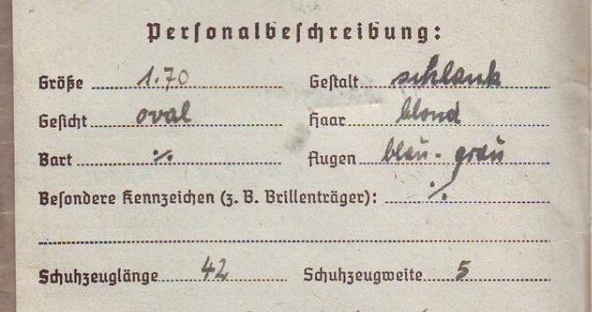 Personalbeschreibung:
Größe 1.70 Gestalt schlank
Gesicht oval Haar blond
Bart ·/. Augen blau-grau
Besondere Kennzeichen (z. B. Brillenträger): ·/.
Schuhzeuglänge 42 Schuhzeugweite 5